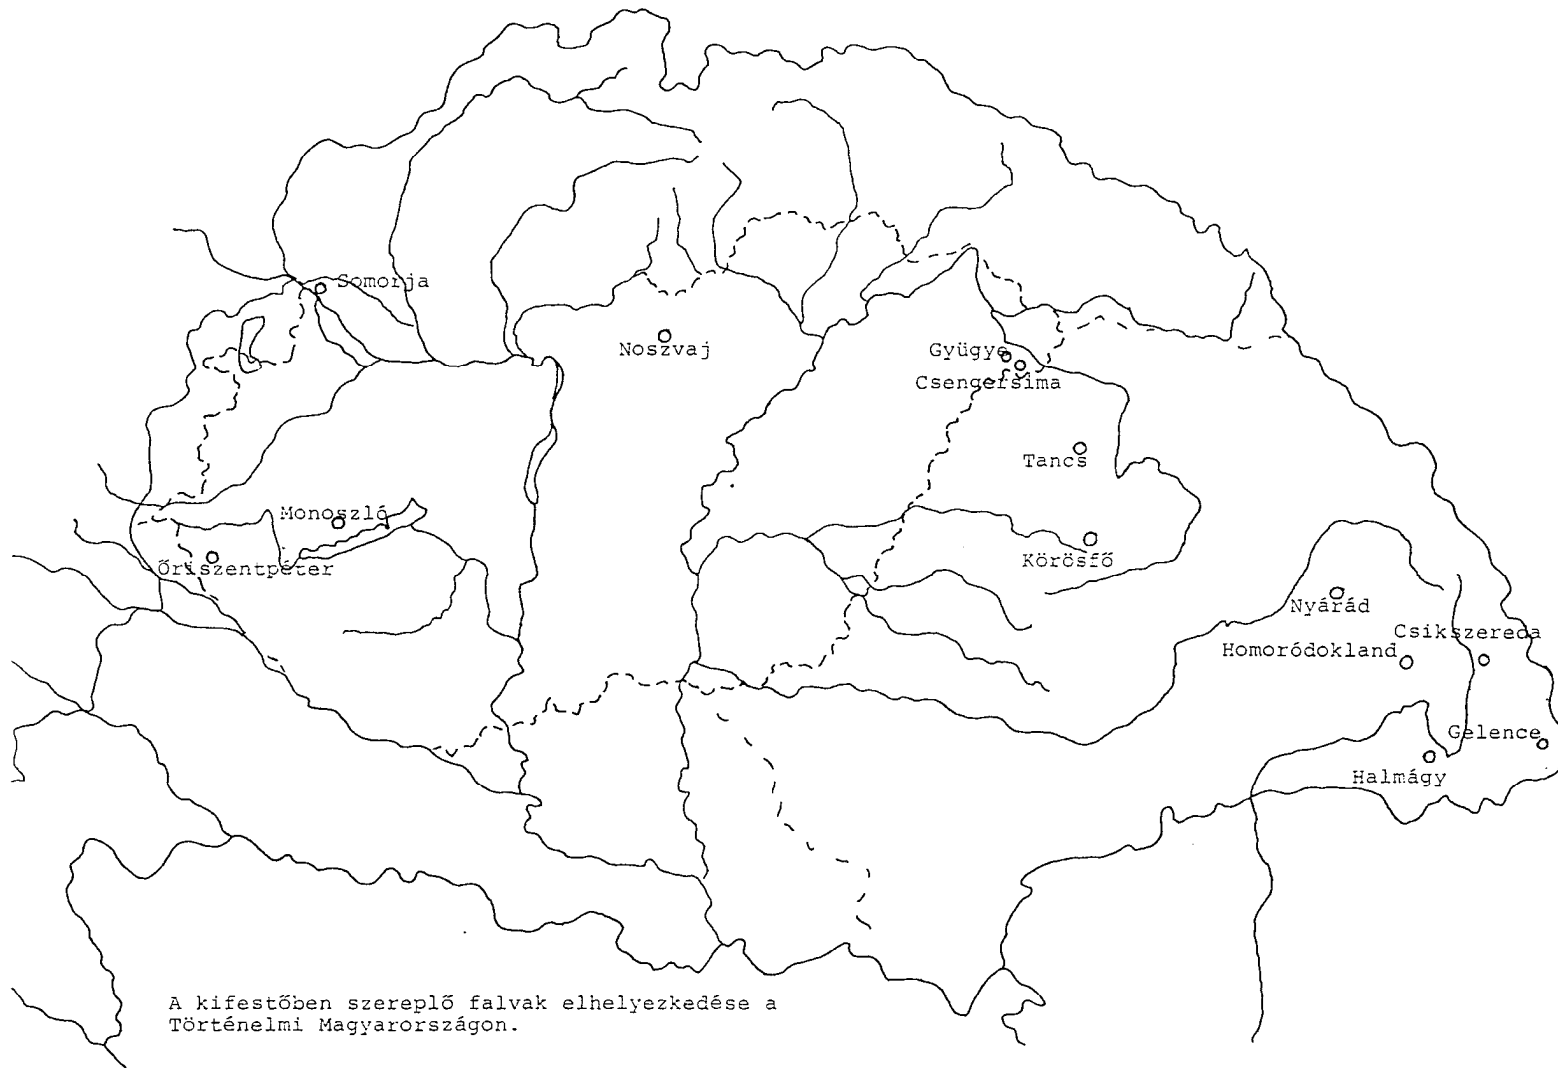 Somorja
Noszvaj
Gyügye
Csengersima
Tancs
Monoszló
Őriszentpéter
Körösfő
Nyárád
Csikszereda
Homoródokland
Gelence
Halmágy
A kifestőben szereplő falvak elhelyezkedése a
Történelmi Magyarországon.